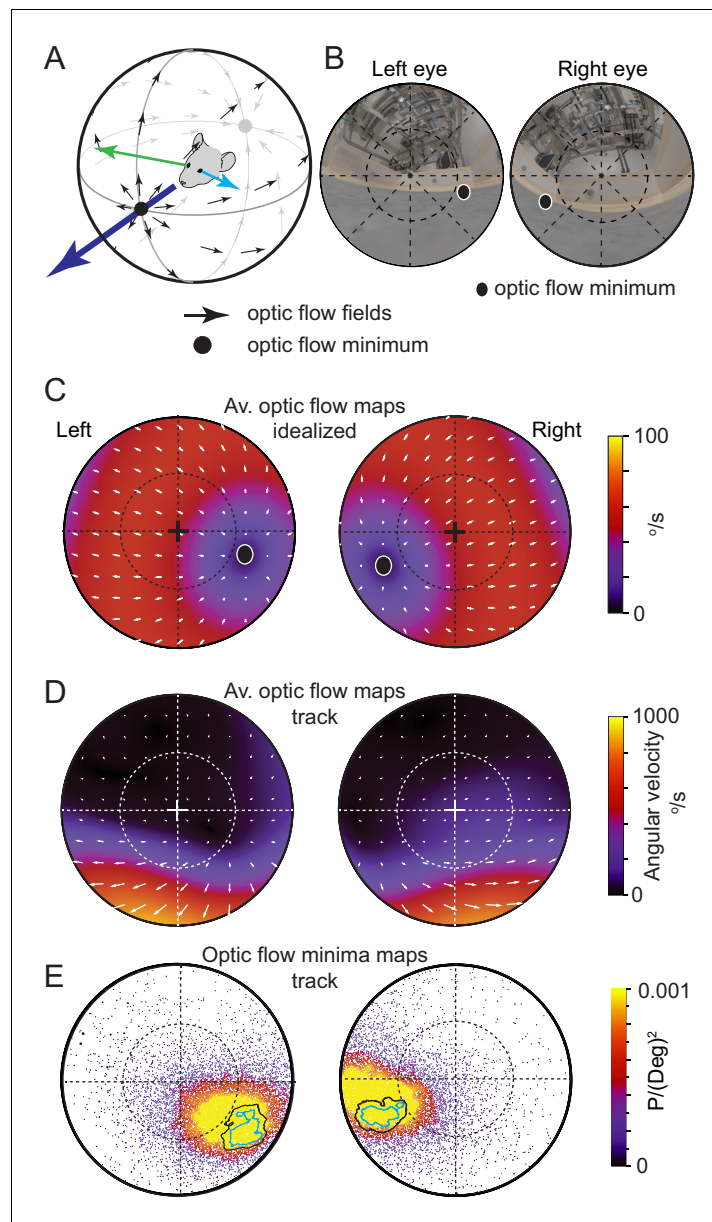 A
B
Left eye
Right eye
optic flow minimum
optic flow fields
optic flow minimum
C
Av. optic flow maps
idealized
Left
Right
100
0
º/s
D
Av. optic flow maps
track
1000
0
Angular velocity
º/s
E
Optic flow minima maps
track
0.001
0
P/(Deg)²